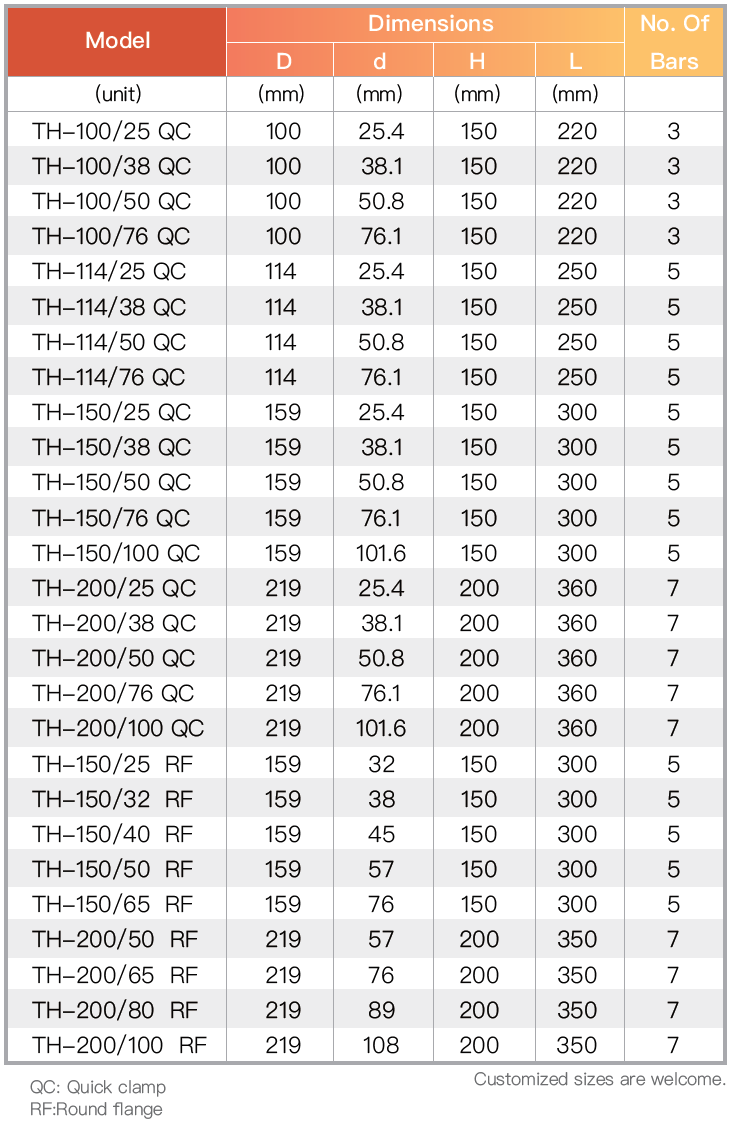 Model Dimensions No. Of Bars
D d H L
(unit) (mm) (mm) (mm) (mm)
TH-100/25 QC 100 25.4 150 220 3
TH-100/38 QC 100 38.1 150 220 3
TH-100/50 QC 100 50.8 150 220 3
TH-100/76 QC 100 76.1 150 220 3
TH-114/25 QC 114 25.4 150 250 5
TH-114/38 QC 114 38.1 150 250 5
TH-114/50 QC 114 50.8 150 250 5
TH-114/76 QC 114 76.1 150 250 5
TH-150/25 QC 159 25.4 150 300 5
TH-150/38 QC 159 38.1 150 300 5
TH-150/50 QC 159 50.8 150 300 5
TH-150/76 QC 159 76.1 150 300 5
TH-150/100 QC 159 101.6 150 300 5
TH-200/25 QC 219 25.4 200 360 7
TH-200/38 QC 219 38.1 200 360 7
TH-200/50 QC 219 50.8 200 360 7
TH-200/76 QC 219 76.1 200 360 7
TH-200/100 QC 219 101.6 200 360 7
TH-150/25 RF 159 32 150 300 5
TH-150/32 RF 159 38 150 300 5
TH-150/40 RF 159 45 150 300 5
TH-150/50 RF 159 57 150 300 5
TH-150/65 RF 159 76 150 300 5
TH-200/50 RF 219 57 200 350 7
TH-200/65 RF 219 76 200 350 7
TH-200/80 RF 219 89 200 350 7
TH-200/100 RF 219 108 200 350 7
QC: Quick clamp
RF:Round flange
Customized sizes are welcome.